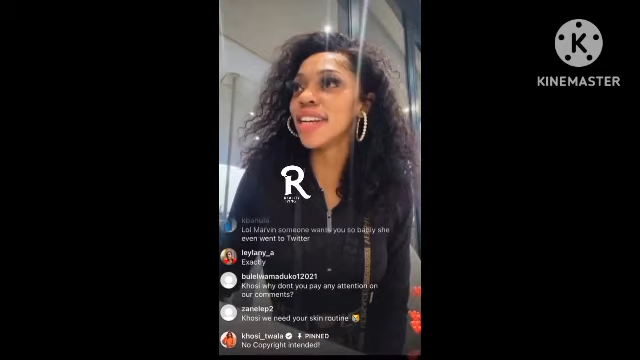 K
KINEMASTER
R
kbahula
Lol Marvin someone wants you so badly she
even went to Twitter
leylany_a
Exactly
bulelwamaduko12021
Khosi why dont you pay any attention on
our comments?
zanelep2
Khosi we need your skin routine 😭
khosi_twala PINNED
No Copyright intended!